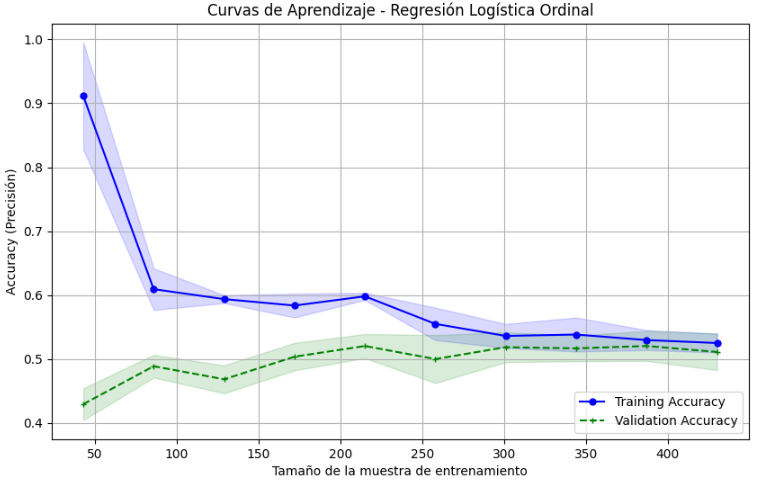 Curvas de Aprendizaje - Regresión Logística Ordinal
Accuracy (Precisión)
1.0
0.9
0.8
0.7
0.6
0.5
0.4
50 100 150 200 250 300 350 400
Tamaño de la muestra de entrenamiento
Training Accuracy
Validation Accuracy